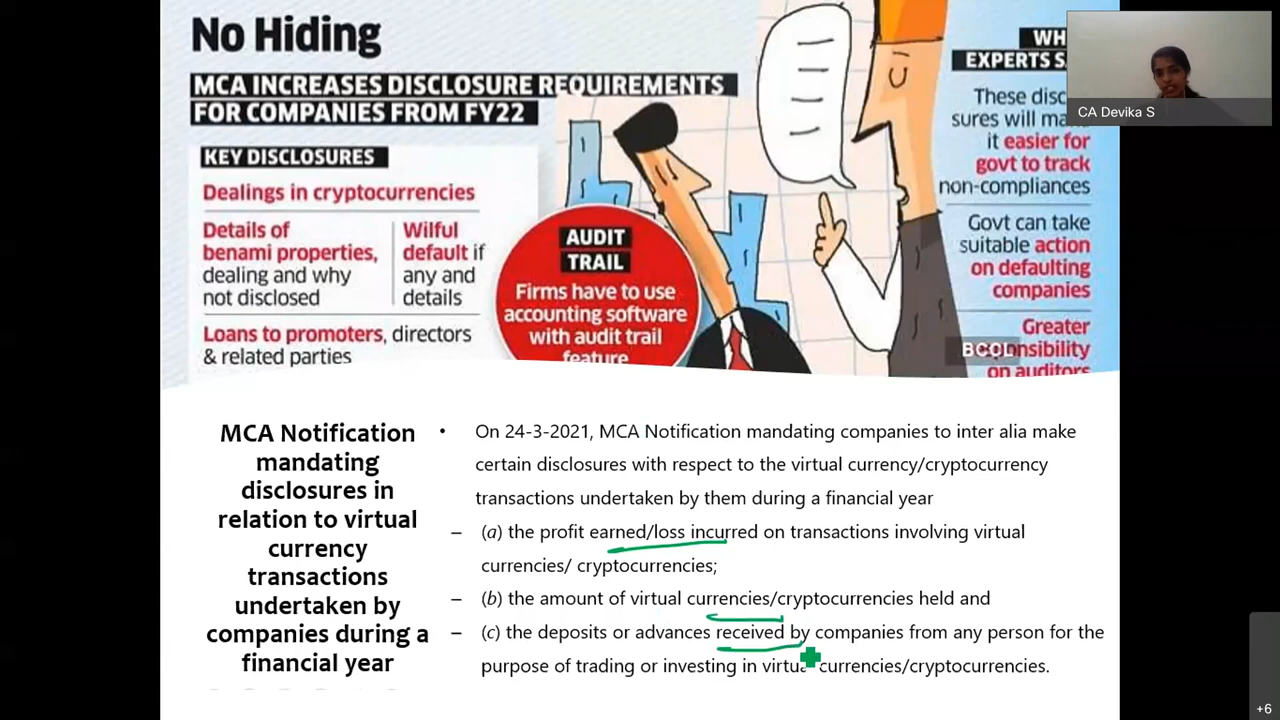 No Hiding
MCA INCREASES DISCLOSURE REQUIREMENTS
FOR COMPANIES FROM FY22
KEY DISCLOSURES
Dealings in cryptocurrencies
Details of
benami properties,
dealing and why
not disclosed
Wilful
default if
any and
details
Loans to promoters, directors
& related parties
AUDIT
TRAIL
Firms have to use
accounting software
with audit trail
feature
EXPERTS
These disc
sures will
it easier for
govt to track
non-compliances
Govt can take
suitable action
on defaulting
companies
Greater
on auditors
CA Devika S
MCA Notification
mandating
disclosures in
relation to virtual
currency
transactions
undertaken by
companies during a
financial year
• On 24-3-2021, MCA Notification mandating companies to inter alia make
certain disclosures with respect to the virtual currency/cryptocurrency
transactions undertaken by them during a financial year
– (a) the profit earned/loss incurred on transactions involving virtual
currencies/ cryptocurrencies;
– (b) the amount of virtual currencies/cryptocurrencies held and
– (c) the deposits or advances received by companies from any person for the
purpose of trading or investing in virtua currencies/cryptocurrencies.
+6